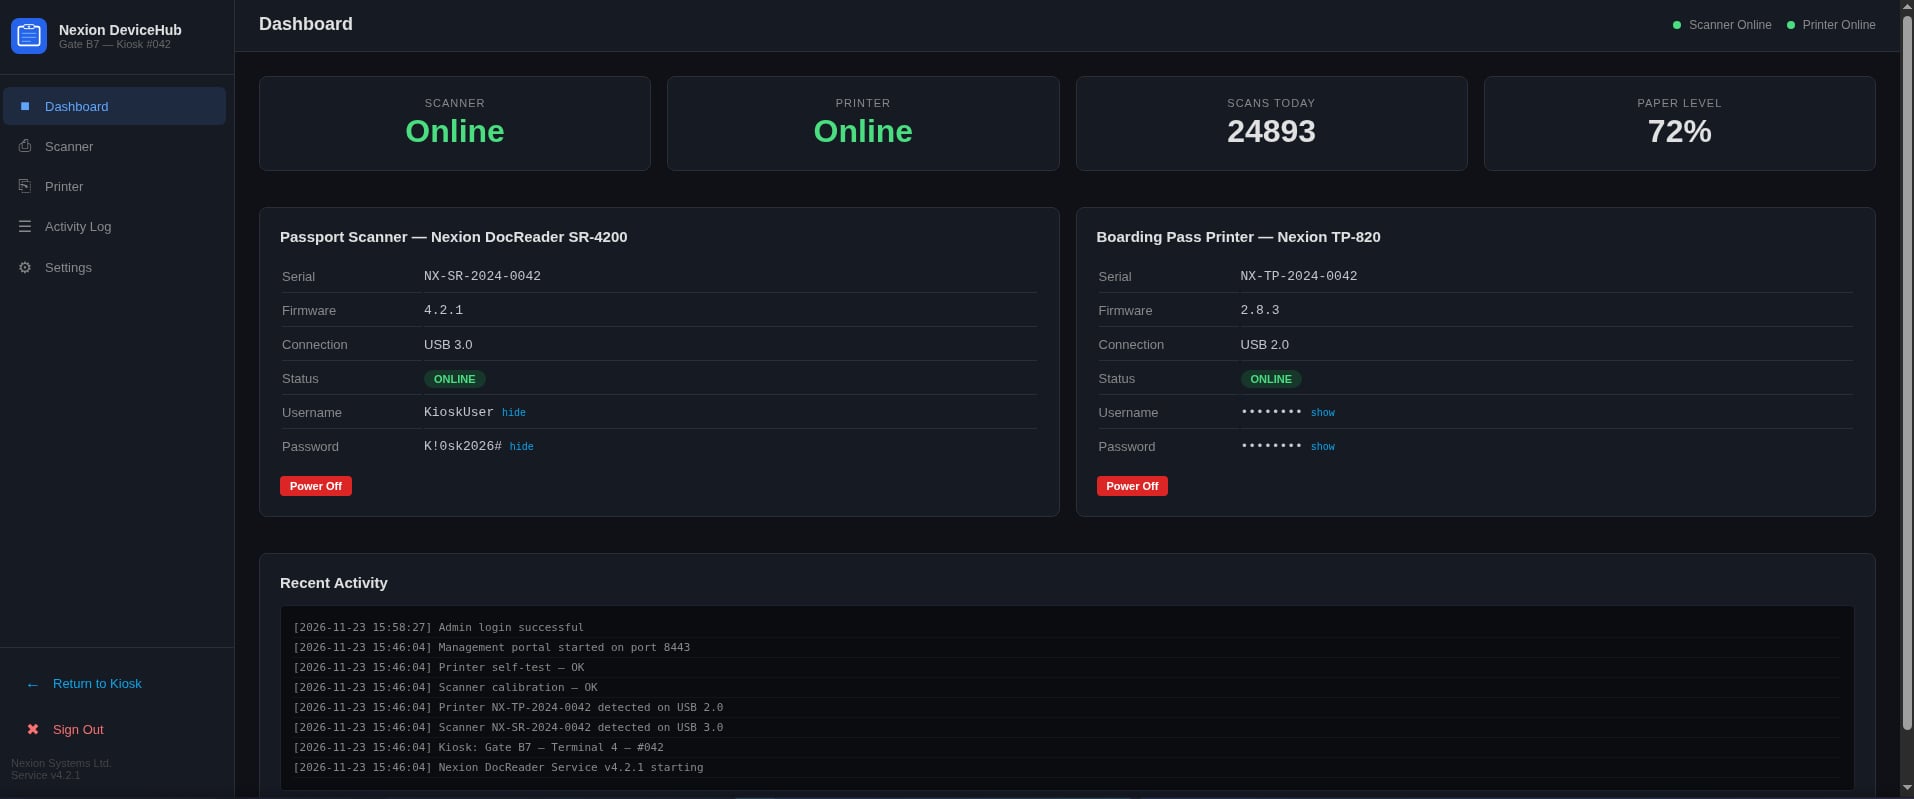 Nexion DeviceHub
Gate B7 — Kiosk #042
Dashboard
Scanner
Printer
Activity Log
Settings
← Return to Kiosk
✖ Sign Out
Nexion Systems Ltd.
Service v4.2.1
Dashboard
Scanner Online Printer Online
SCANNER
Online
PRINTER
Online
SCANS TODAY
24893
PAPER LEVEL
72%
Passport Scanner — Nexion DocReader SR-4200
Serial NX-SR-2024-0042
Firmware 4.2.1
Connection USB 3.0
Status ONLINE
Username KioskUser hide
Password K!0sk2026# hide
Power Off
Boarding Pass Printer — Nexion TP-820
Serial NX-TP-2024-0042
Firmware 2.8.3
Connection USB 2.0
Status ONLINE
Username •••••••• show
Password •••••••• show
Power Off
Recent Activity
[2026-11-23 15:58:27] Admin login successful
[2026-11-23 15:46:04] Management portal started on port 8443
[2026-11-23 15:46:04] Printer self-test — OK
[2026-11-23 15:46:04] Scanner calibration — OK
[2026-11-23 15:46:04] Printer NX-TP-2024-0042 detected on USB 2.0
[2026-11-23 15:46:04] Scanner NX-SR-2024-0042 detected on USB 3.0
[2026-11-23 15:46:04] Kiosk: Gate B7 — Terminal 4 — #042
[2026-11-23 15:46:04] Nexion DocReader Service v4.2.1 starting